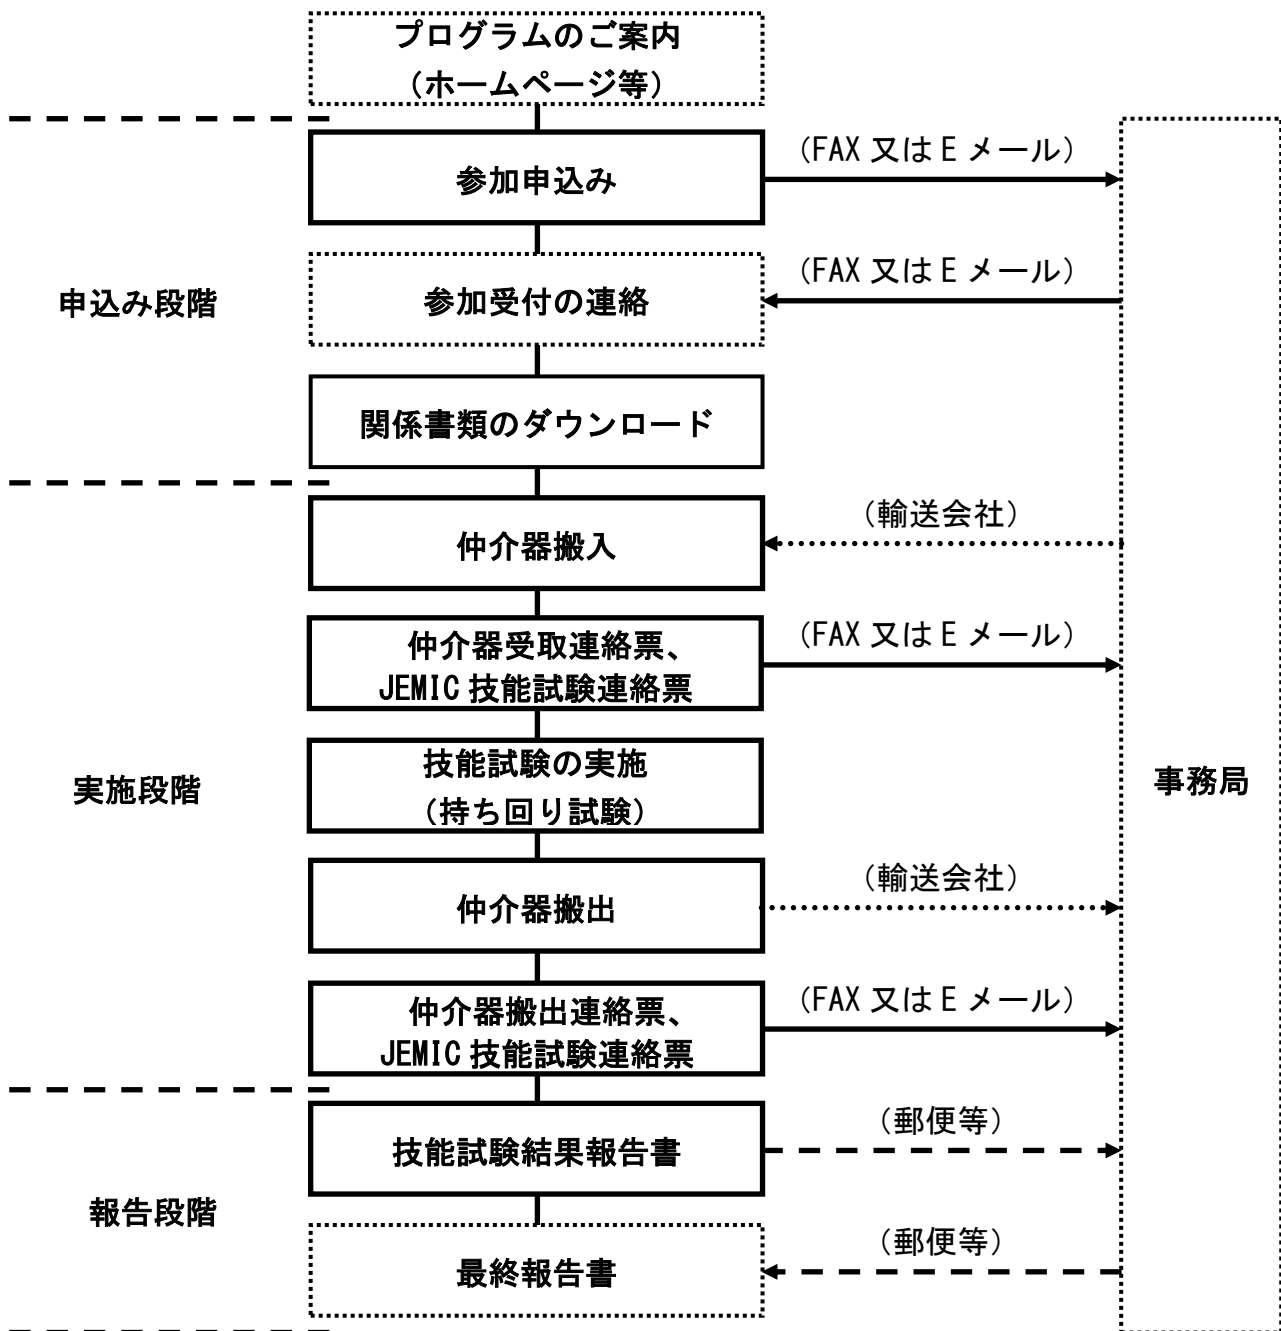 プログラムのご案内
（ホームページ等）
参加申込み
（FAX 又は E メール）
申込み段階
参加受付の連絡
（FAX 又は E メール）
関係書類のダウンロード
仲介器搬入
（輸送会社）
仲介器受取連絡票、
JEMIC 技能試験連絡票
（FAX 又は E メール）
実施段階
技能試験の実施
（持ち回り試験）
事務局
仲介器搬出
（輸送会社）
仲介器搬出連絡票、
JEMIC 技能試験連絡票
（FAX 又は E メール）
技能試験結果報告書
（郵便等）
報告段階
最終報告書
（郵便等）